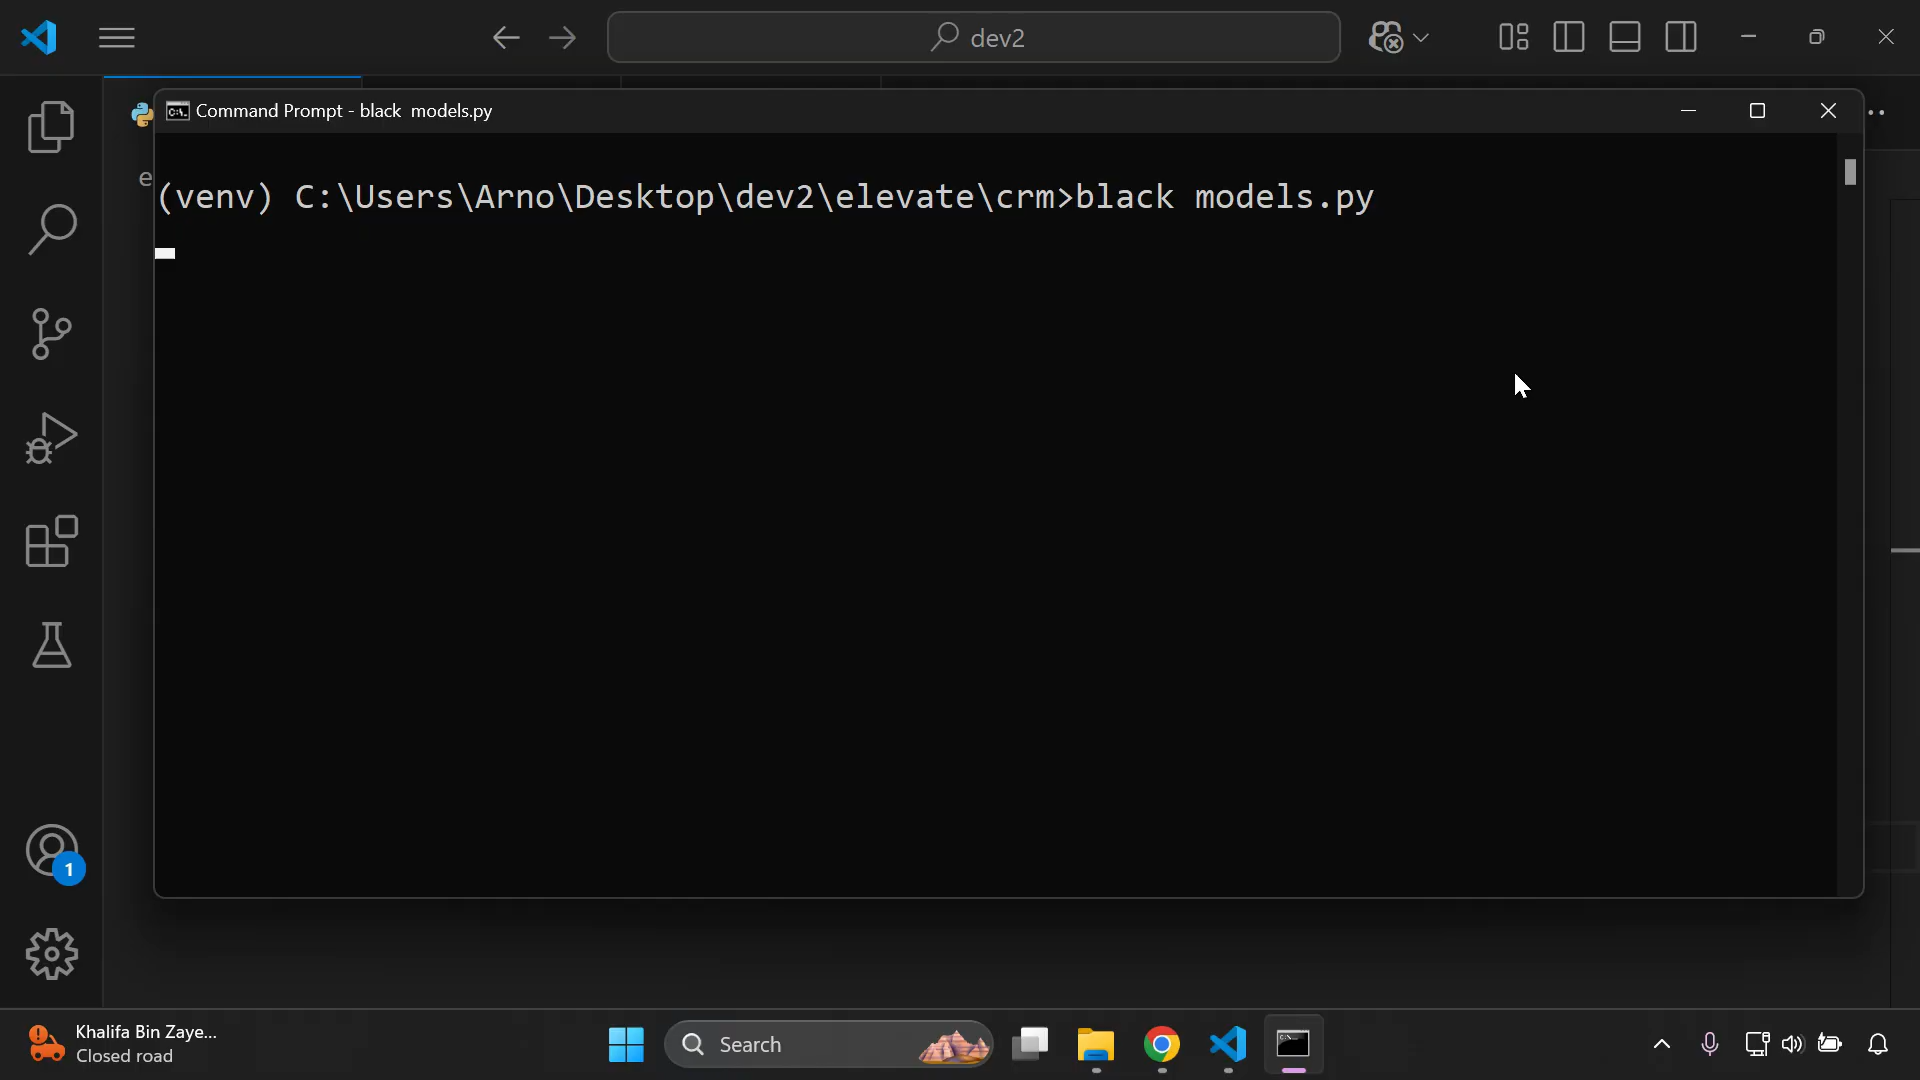 dev2
Command Prompt - black  models.py
e
(venv) C:\Users\Arno\Desktop\dev2\elevate\crm>black models.py
1
Khalifa Bin Zaye...
Closed road
Search